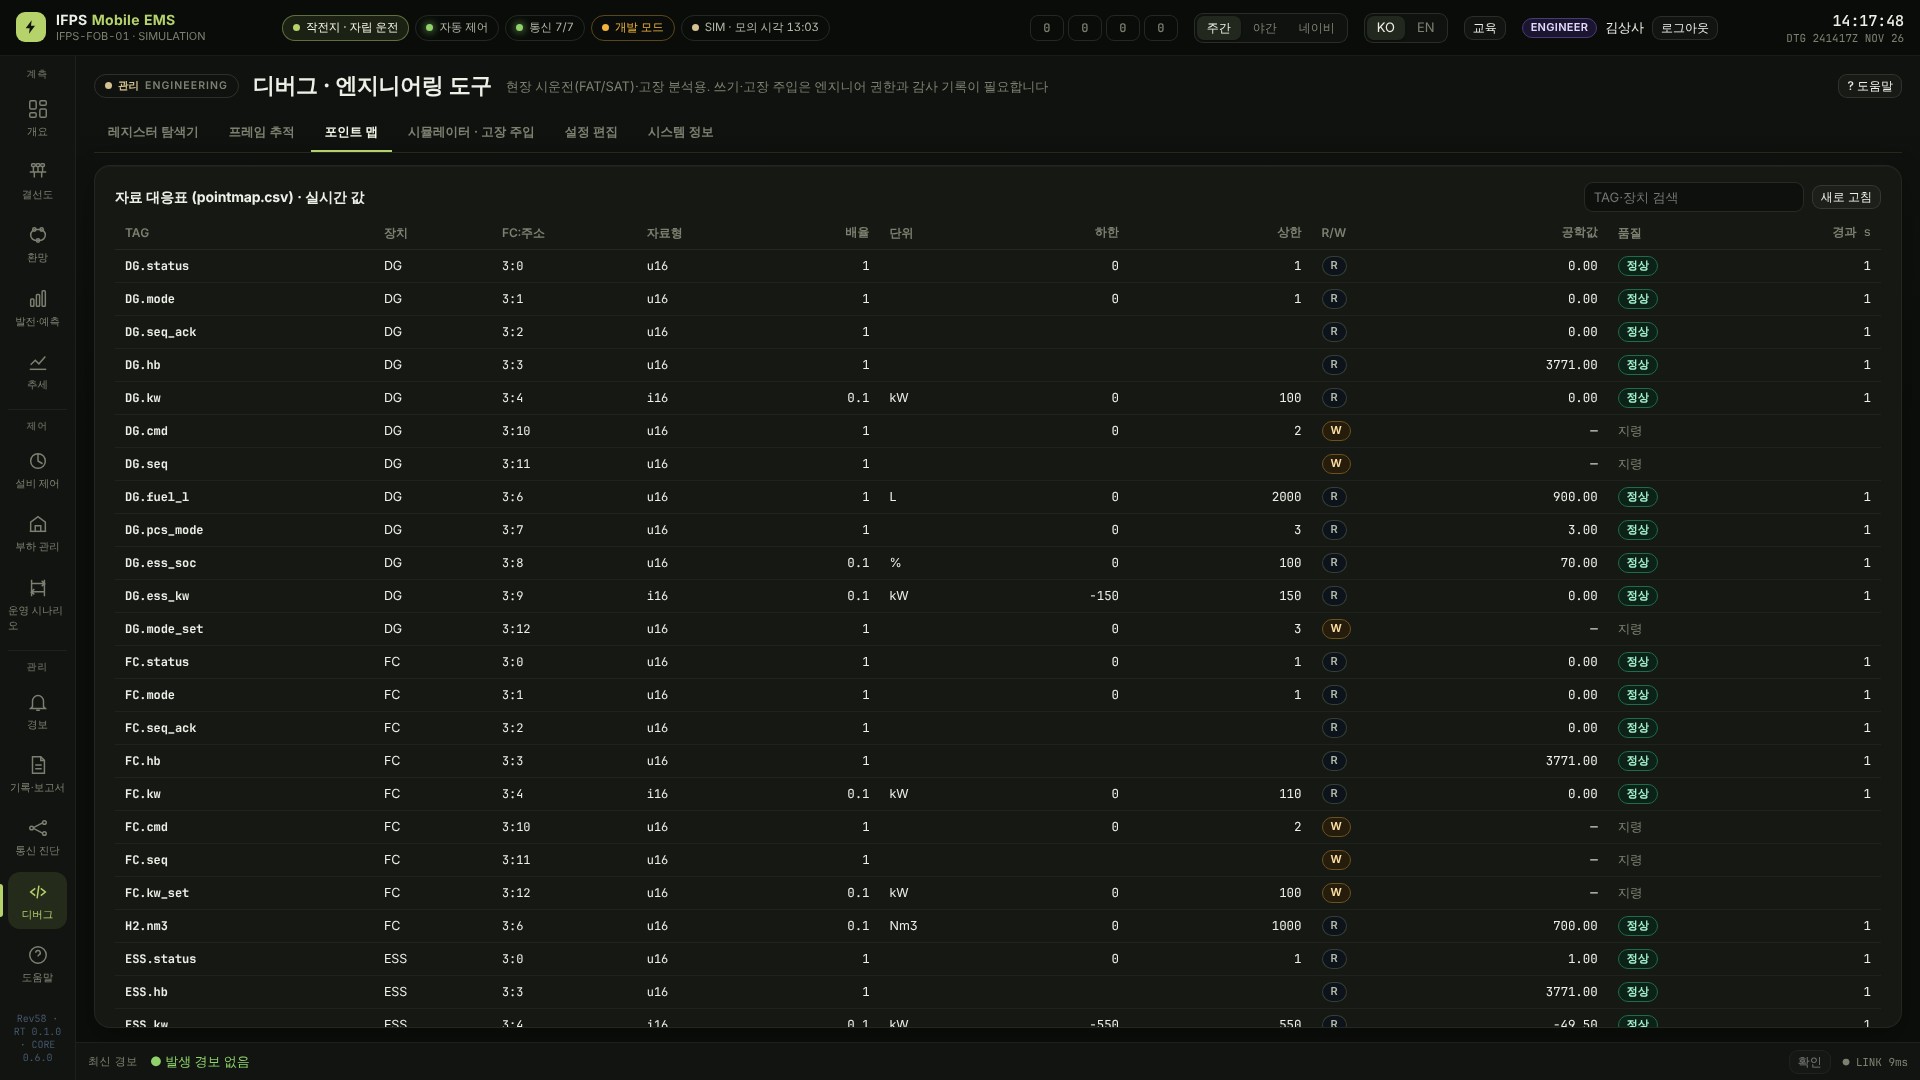 IFPS Mobile EMS
IFPS-FOB-01 · SIMULATION
작전지 · 자립 운전
자동 제어
통신 7/7
개발 모드
SIM · 모의 시각 13:03
0 0 0 0
주간 야간 네이비
KO EN
교육
ENGINEER 김상사 로그아웃
14:17:48
DTG 241417Z NOV 26
계측
개요
결선도
환망
발전·예측
추세
제어
설비 제어
부하 관리
운영 시나리
오
관리
경보
기록·보고서
통신 진단
디버그
도움말
RevSB ·
RT 0.1.0
· CORE
0.6.0
관리 ENGINEERING
디버그 · 엔지니어링 도구
현장 시운전(FAT/SAT)·고장 분석용. 쓰기·고장 주입은 엔지니어 권한과 감사 기록이 필요합니다
? 도움말
레지스터 탐색기 프레임 추적 포인트 맵 시뮬레이터 · 고장 주입 설정 편집 시스템 정보
자료 대응표 (pointmap.csv) · 실시간 값
TAG·장치 검색
새로 고침
TAG 장치 FC:주소 자료형 배율 단위 하한 상한 R/W 공학값 품질 경과 s
DG.status DG 3:0 u16 1 0 1 R 0.00 정상 1
DG.mode DG 3:1 u16 1 0 1 R 0.00 정상 1
DG.seq_ack DG 3:2 u16 1 R 0.00 정상 1
DG.hb DG 3:3 u16 1 R 3771.00 정상 1
DG.kw DG 3:4 i16 0.1 kW 0 100 R 0.00 정상 1
DG.cmd DG 3:10 u16 1 0 2 W — 지령
DG.seq DG 3:11 u16 1 W — 지령
DG.fuel_l DG 3:6 u16 1 L 0 2000 R 900.00 정상 1
DG.pcs_mode DG 3:7 u16 1 0 3 R 3.00 정상 1
DG.ess_soc DG 3:8 u16 0.1 % 0 100 R 70.00 정상 1
DG.ess_kw DG 3:9 i16 0.1 kW -150 150 R 0.00 정상 1
DG.mode_set DG 3:12 u16 1 0 3 W — 지령
FC.status FC 3:0 u16 1 0 1 R 0.00 정상 1
FC.mode FC 3:1 u16 1 0 1 R 0.00 정상 1
FC.seq_ack FC 3:2 u16 1 R 0.00 정상 1
FC.hb FC 3:3 u16 1 R 3771.00 정상 1
FC.kw FC 3:4 i16 0.1 kW 0 110 R 0.00 정상 1
FC.cmd FC 3:10 u16 1 0 2 W — 지령
FC.seq FC 3:11 u16 1 W — 지령
FC.kw_set FC 3:12 u16 0.1 kW 0 100 W — 지령
H2.nm3 FC 3:6 u16 0.1 Nm3 0 1000 R 700.00 정상 1
ESS.status ESS 3:0 u16 1 0 1 R 1.00 정상 1
ESS.hb ESS 3:3 u16 1 R 3771.00 정상 1
ESS.kw ESS 3:4 i16 0.1 kW -550 550 R -49.50 정상 1
최신 경보 발생 경보 없음
확인
LINK 9ms